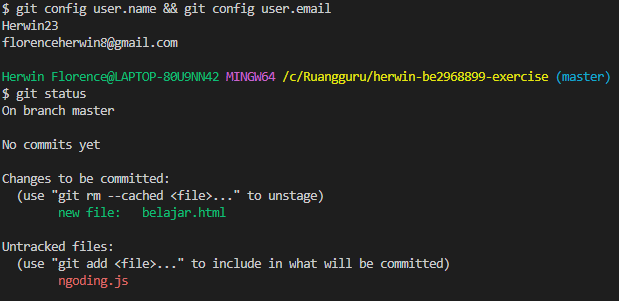 $ git config user.name && git config user.email
Herwin23
florenceherwin8@gmail.com
Herwin Florence@LAPTOP-80U9NN42 MINGW64 /c/Ruangguru/herwin-be2968899-exercise (master)
$ git status
On branch master
No commits yet
Changes to be committed:
  (use "git rm --cached <file>..." to unstage)
        new file:   belajar.html
Untracked files:
  (use "git add <file>..." to include in what will be committed)
        ngoding.js